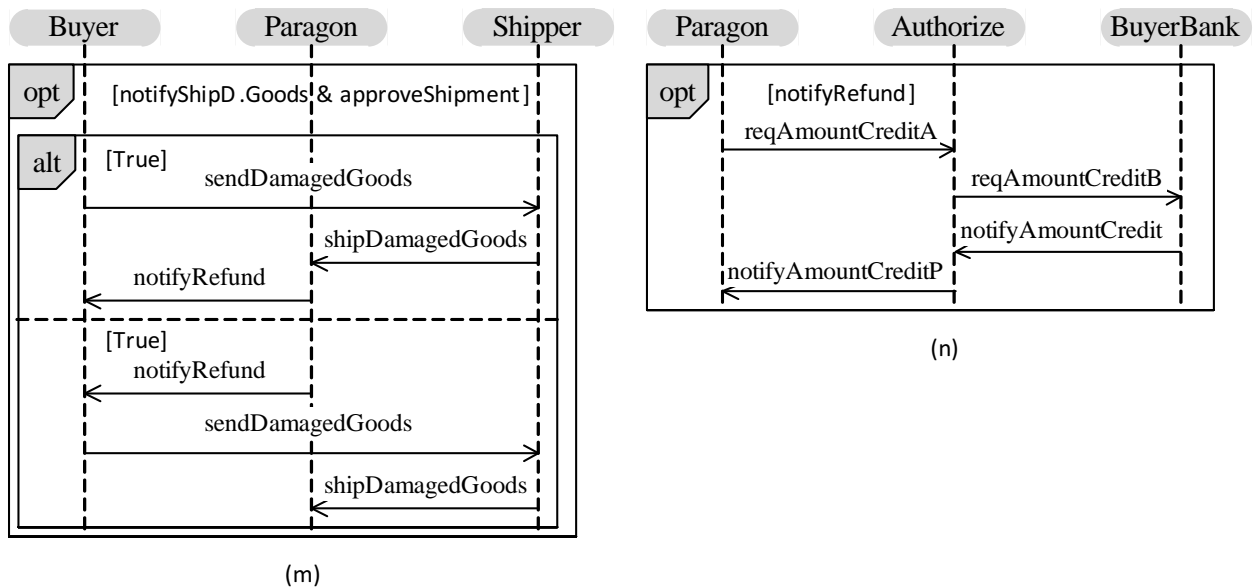 Buyer Paragon Shipper
opt [notifyShipD.Goods & approveShipment]
alt [True]
sendDamagedGoods
shipDamagedGoods
notifyRefund
[True]
notifyRefund
sendDamagedGoods
shipDamagedGoods
(m)
Paragon Authorize BuyerBank
opt [notifyRefund]
reqAmountCreditA
reqAmountCreditB
notifyAmountCredit
notifyAmountCreditP
(n)